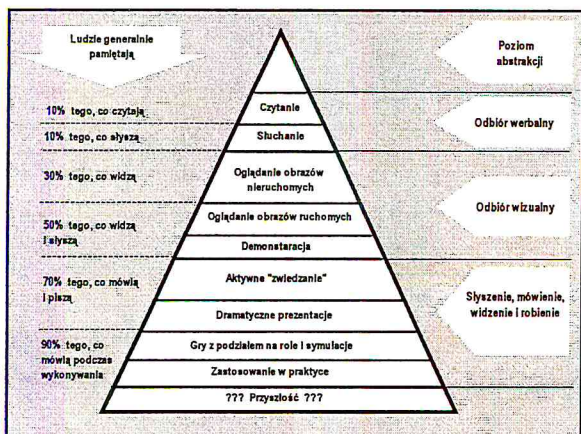 Ludzie generalnie
pamiętają
10% tego, co czytają
10% tego, co słyszą
30% tego, co widzą
50% tego, co widzą
i słyszą
70% tego, co mówią
i piszą
90% tego, co
mówią podczas
wykonywania
Czytanie
Słuchanie
Oglądanie obrazów
nieruchomych
Oglądanie obrazów ruchomych
Demonstaracja
Aktywne "zwiedzanie"
Dramatyczne prezentacje
Gry z podziałem na role i symulacje
Zastosowanie w praktyce
??? Przyszłość ???
Poziom
abstrakcji
Odbiór werbalny
Odbiór wizualny
Słyszenie, mówienie,
widzenie i robienie